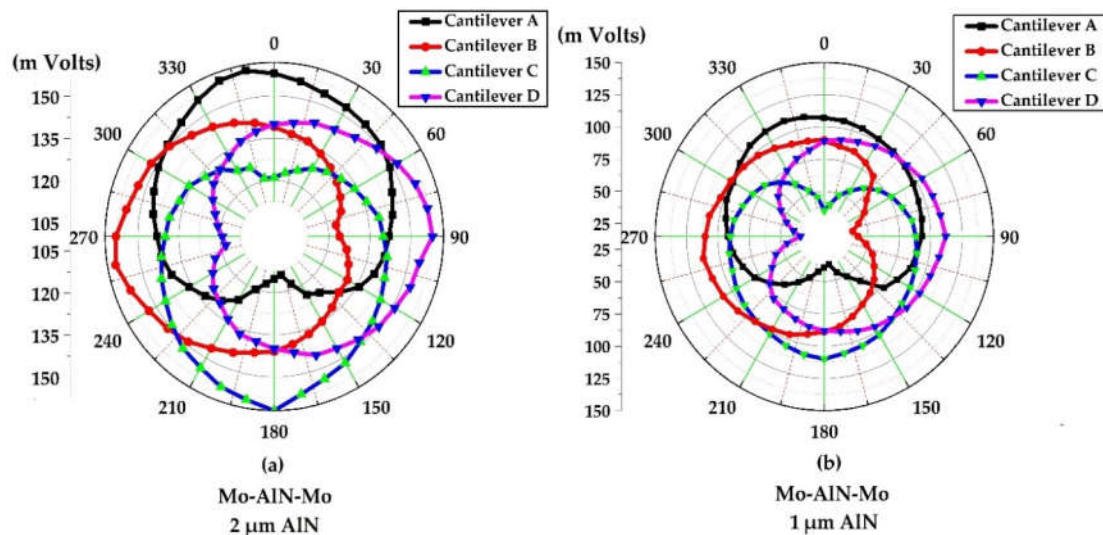 Cantilever A
Cantilever B
Cantilever C
Cantilever D
(m Volts)
0
30
60
90
120
150
180
210
240
270
300
330
150
135
120
105
105
120
135
150
(a)
Mo-AlN-Mo
2 μm AlN
Cantilever A
Cantilever B
Cantilever C
Cantilever D
(m Volts)
0
30
60
90
120
150
180
210
240
270
300
330
150
125
100
75
50
25
25
50
75
100
125
150
(b)
Mo-AlN-Mo
1 μm AlN